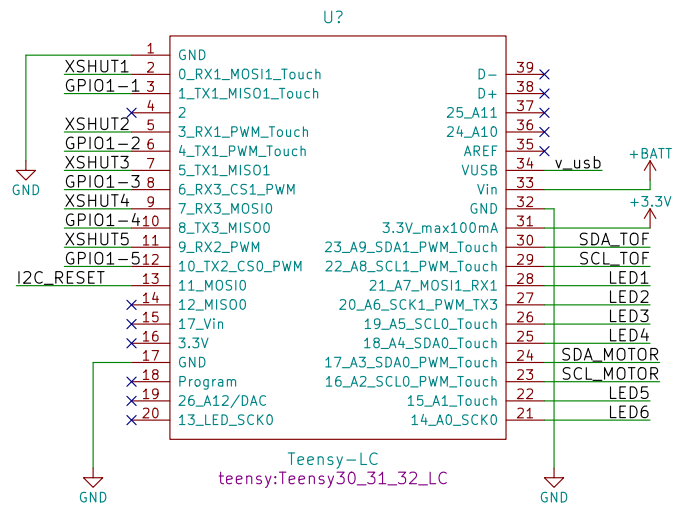 U?
1 GND
XSHUT1 2 0_RX1_MOSI1_Touch
GPIO1-1 3 1_TX1_MISO1_Touch
4 2
XSHUT2 5 3_RX1_PWM_Touch
GPIO1-2 6 4_TX1_PWM_Touch
XSHUT3 7 5_TX1_MISO1
GPIO1-3 8 6_RX3_CS1_PWM
XSHUT4 9 7_RX3_MOSI0
GPIO1-4 10 8_TX3_MISO0
XSHUT5 11 9_RX2_PWM
GPIO1-5 12 10_TX2_CS0_PWM
I2C_RESET 13 11_MOSI0
14 12_MISO0
15 17_Vin
16 3.3V
17 GND
18 Program
19 26_A12/DAC
20 13_LED_SCK0
GND
GND
D- 39
D+ 38
25_A11 37
24_A10 36
AREF 35
VUSB 34 v_usb
+BATT
Vin 33
GND 32
+3.3V
3.3V_max100mA 31
23_A9_SDA1_PWM_Touch 30 SDA_TOF
22_A8_SCL1_PWM_Touch 29 SCL_TOF
21_A7_MOSI1_RX1 28 LED1
20_A6_SCK1_PWM_TX3 27 LED2
19_A5_SCL0_Touch 26 LED3
18_A4_SDA0_Touch 25 LED4
17_A3_SDA0_PWM_Touch 24 SDA_MOTOR
16_A2_SCL0_PWM_Touch 23 SCL_MOTOR
15_A1_Touch 22 LED5
14_A0_SCK0 21 LED6
GND
Teensy-LC
teensy:Teensy30_31_32_LC